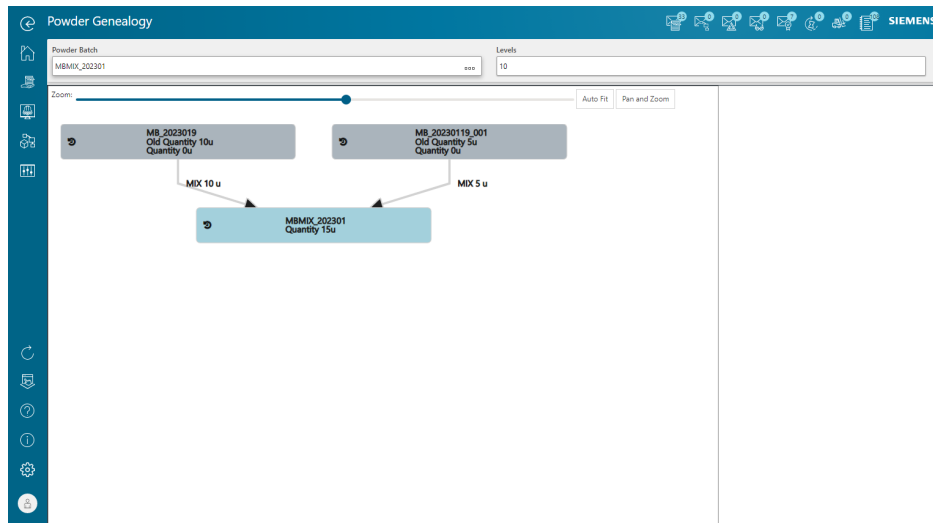 Powder Genealogy
SIEMENS
Powder Batch
MBMIX_202301
Levels
10
Zoom:
Auto Fit
Pan and Zoom
MB_2023019
Old Quantity 10u
Quantity 0u
MB_20230119_001
Old Quantity 5u
Quantity 0u
MIX 10 u
MIX 5 u
MBMIX_202301
Quantity 15u